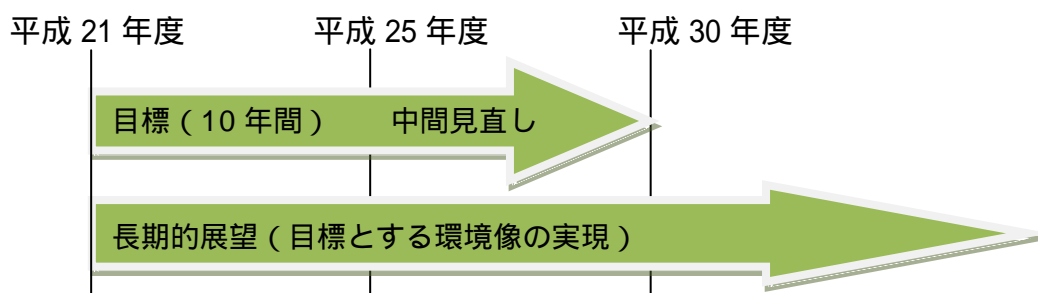 平成 21 年度 平成 25 年度 平成 30 年度
目標（10 年間） 中間見直し
長期的展望（目標とする環境像の実現）